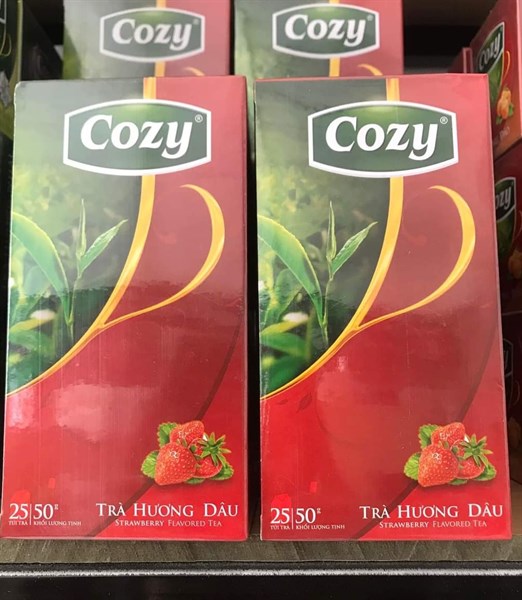 Cozy®
Cozy
Cozy®
Cozy®
25 50g
TÚI TRÀ KHỐI LƯỢNG TỊNH
TRÀ HƯƠNG DÂU
STRAWBERRY FLAVORED TEA
25 50g
TÚI TRÀ KHỐI LƯỢNG TỊNH
TRÀ HƯƠNG DÂU
STRAWBERRY FLAVORED TEA